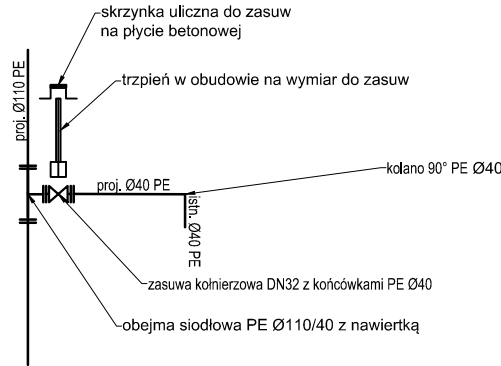 skrzynka uliczna do zasuw
na płycie betonowej
trzpień w obudowie na wymiar do zasuw
proj. Ø110 PE
kolano 90° PE Ø40
proj. Ø40 PE
istn. Ø40 PE
zasuwa kołnierzowa DN32 z końcówkami PE Ø40
obejma siodłowa PE Ø110/40 z nawiertką